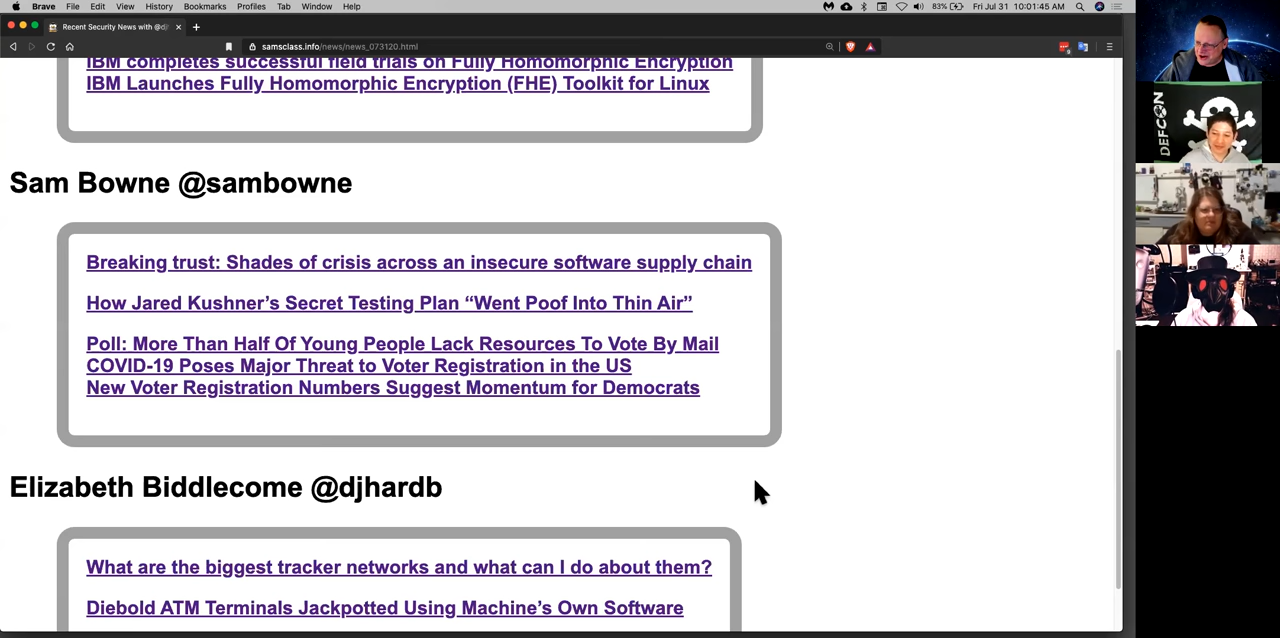 Brave File Edit View History Bookmarks Profiles Tab Window Help
83% Fri Jul 31 10:01:45 AM
Recent Security News with @dj
samsclass.info/news/news_073120.html
IBM completes successful field trials on Fully Homomorphic Encryption
IBM Launches Fully Homomorphic Encryption (FHE) Toolkit for Linux
Sam Bowne @sambowne
Breaking trust: Shades of crisis across an insecure software supply chain
How Jared Kushner’s Secret Testing Plan “Went Poof Into Thin Air”
Poll: More Than Half Of Young People Lack Resources To Vote By Mail
COVID-19 Poses Major Threat to Voter Registration in the US
New Voter Registration Numbers Suggest Momentum for Democrats
Elizabeth Biddlecome @djhardb
What are the biggest tracker networks and what can I do about them?
Diebold ATM Terminals Jackpotted Using Machine’s Own Software
DEFCON